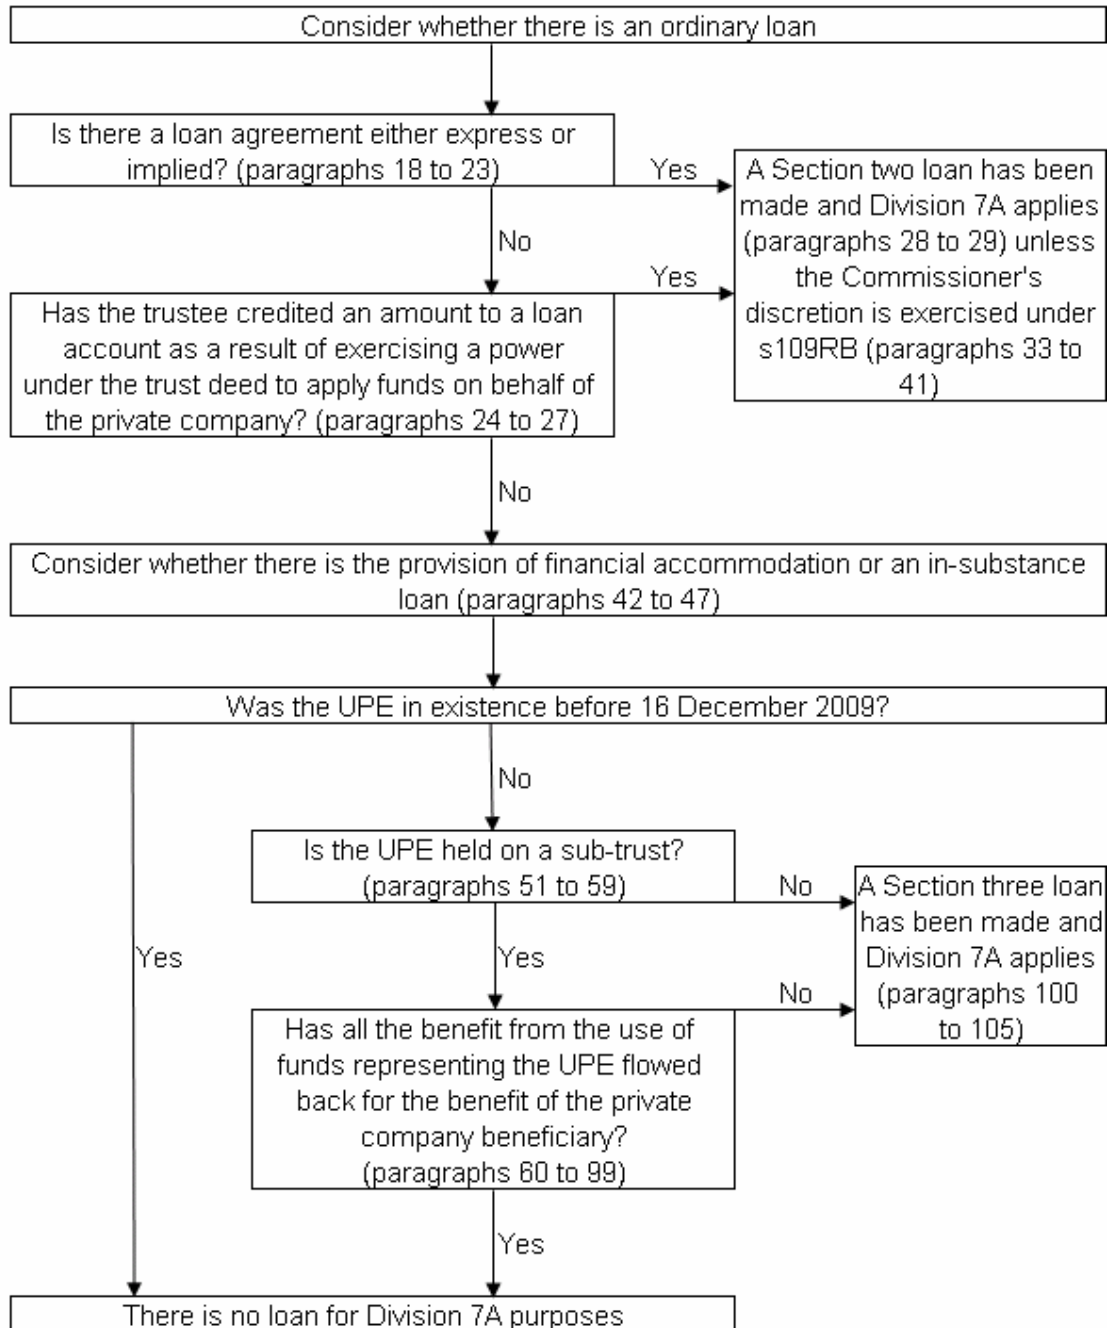 Consider whether there is an ordinary loan
Is there a loan agreement either express or
implied? (paragraphs 18 to 23)
Yes
A Section two loan has been
made and Division 7A applies
(paragraphs 28 to 29) unless
the Commissioner's
discretion is exercised under
s109RB (paragraphs 33 to
41)
No
Yes
Has the trustee credited an amount to a loan
account as a result of exercising a power
under the trust deed to apply funds on behalf of
the private company? (paragraphs 24 to 27)
No
Consider whether there is the provision of financial accommodation or an in-substance
loan (paragraphs 42 to 47)
Was the UPE in existence before 16 December 2009?
No
Is the UPE held on a sub-trust?
(paragraphs 51 to 59)
No
A Section three loan
has been made and
Division 7A applies
(paragraphs 100
to 105)
Yes
Yes
No
Has all the benefit from the use of
funds representing the UPE flowed
back for the benefit of the private
company beneficiary?
(paragraphs 60 to 99)
Yes
There is no loan for Division 7A purposes